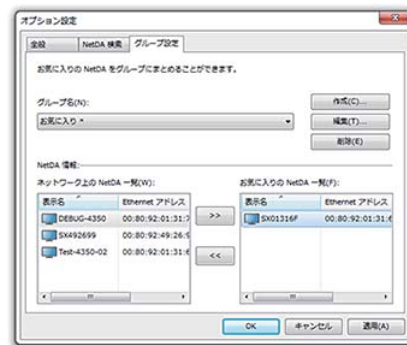 オプション設定
全般 NetDA 検索 グループ設定
お気に入りの NetDA をグループにまとめることができます。
グループ名(N):
作成(C)...
お気に入り *
編集(T)...
削除(E)
NetDA 情報:
ネットワーク上の NetDA 一覧(W):
お気に入りの NetDA 一覧(F):
表示名 Ethernet アドレス
表示名 Ethernet アドレス
DEBUG-4350 00:80:92:01:31:7
>>
SX01316F 00:80:92:01:31:6
SX492699 00:80:92:49:26:9
Test-4350-02 00:80:92:01:31:6
<<
OK キャンセル 適用(A)